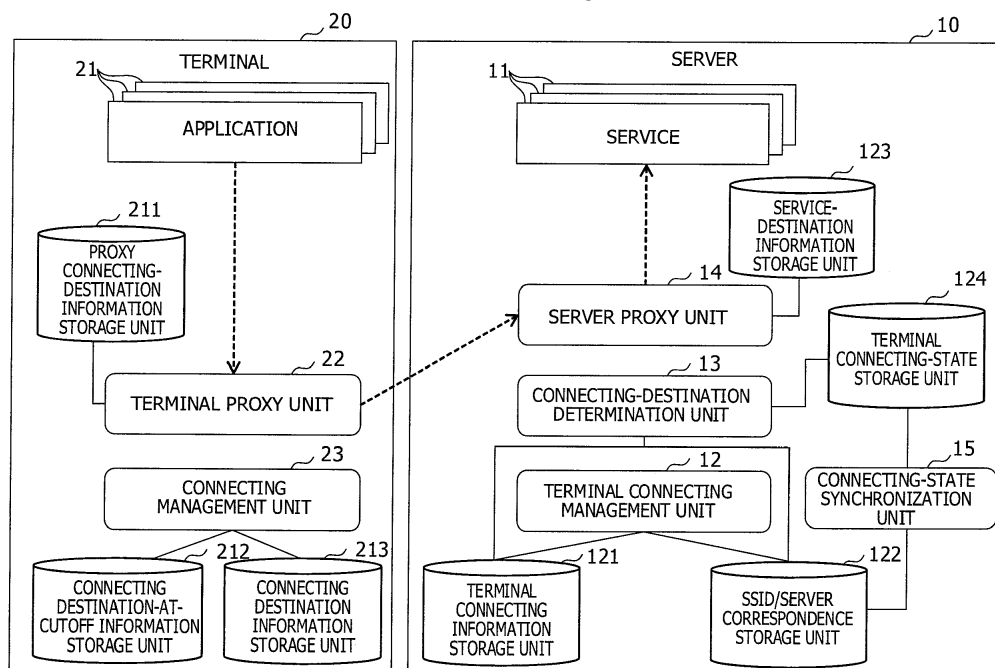 20
TERMINAL
21
APPLICATION
211
PROXY
CONNECTING-
DESTINATION
INFORMATION
STORAGE UNIT
22
TERMINAL PROXY UNIT
23
CONNECTING
MANAGEMENT UNIT
212
CONNECTING
DESTINATION-AT-
CUTOFF INFORMATION
STORAGE UNIT
213
CONNECTING
DESTINATION
INFORMATION
STORAGE UNIT
10
SERVER
11
SERVICE
123
SERVICE-
DESTINATION
INFORMATION
STORAGE UNIT
14
SERVER PROXY UNIT
124
TERMINAL
CONNECTING-STATE
STORAGE UNIT
13
CONNECTING-DESTINATION
DETERMINATION UNIT
12
TERMINAL CONNECTING
MANAGEMENT UNIT
15
CONNECTING-STATE
SYNCHRONIZATION
UNIT
121
TERMINAL
CONNECTING
INFORMATION
STORAGE UNIT
122
SSID/SERVER
CORRESPONDENCE
STORAGE UNIT